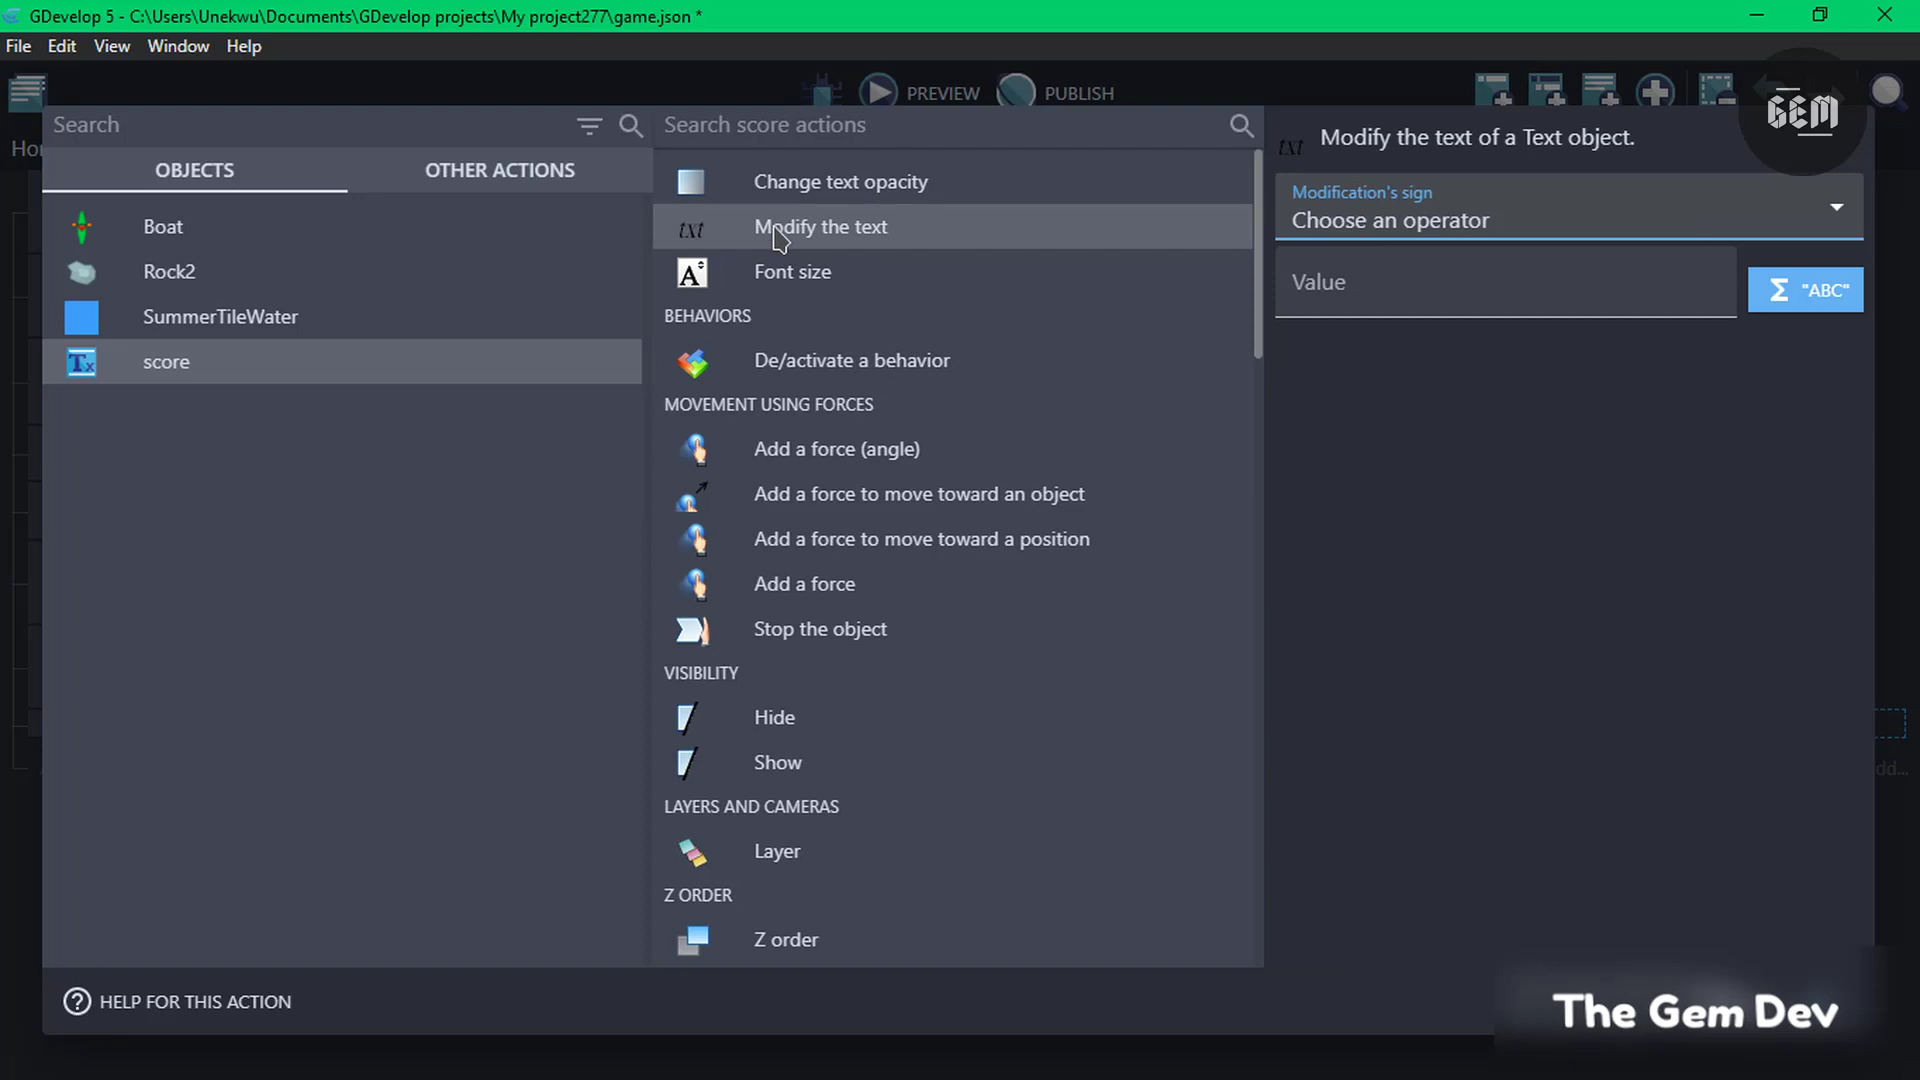 GDevelop 5 - C:\Users\Unekwu\Documents\GDevelop projects\My project277\game.json *
File Edit View Window Help
PREVIEW PUBLISH
GEM
Search
Search score actions
OBJECTS
OTHER ACTIONS
Boat
Rock2
SummerTileWater
Tx score
Change text opacity
txt Modify the text
A Font size
BEHAVIORS
De/activate a behavior
MOVEMENT USING FORCES
Add a force (angle)
Add a force to move toward an object
Add a force to move toward a position
Add a force
Stop the object
VISIBILITY
Hide
Show
LAYERS AND CAMERAS
Layer
Z ORDER
Z order
txt Modify the text of a Text object.
Modification's sign
Choose an operator
Value
Σ "ABC"
? HELP FOR THIS ACTION
The Gem Dev